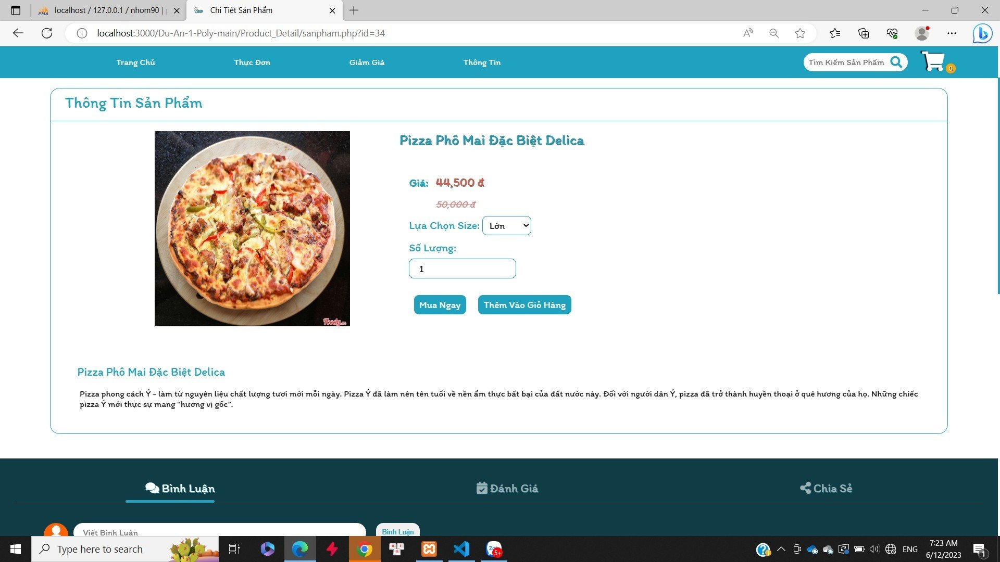 localhost / 127.0.0.1 / nhom90 |
Chi Tiết Sản Phẩm
localhost:3000/Du-An-1-Poly-main/Product_Detail/sanpham.php?id=34
Trang Chủ
Thực Đơn
Giảm Giá
Thông Tin
Tìm Kiếm Sản Phẩm
0
Thông Tin Sản Phẩm
Pizza Phô Mai Đặc Biệt Delica
Giá: 44,500 đ
50,000 đ
Lựa Chọn Size: Lớn
Số Lượng:
1
Mua Ngay
Thêm Vào Giỏ Hàng
Foody.vn
Pizza Phô Mai Đặc Biệt Delica
Pizza phong cách Ý - làm từ nguyên liệu chất lượng tươi mới mỗi ngày. Pizza Ý đã làm nên tên tuổi về nền ẩm thực bất bại của đất nước này. Đối với người dân Ý, pizza đã trở thành huyền thoại ở quê hương của họ. Những chiếc
pizza Ý mới thực sự mang “hương vị gốc”.
Bình Luận
Đánh Giá
Chia Sẻ
Viết Bình Luận
Bình Luận
Type here to search
5+
ENG
7:23 AM
6/12/2023
1